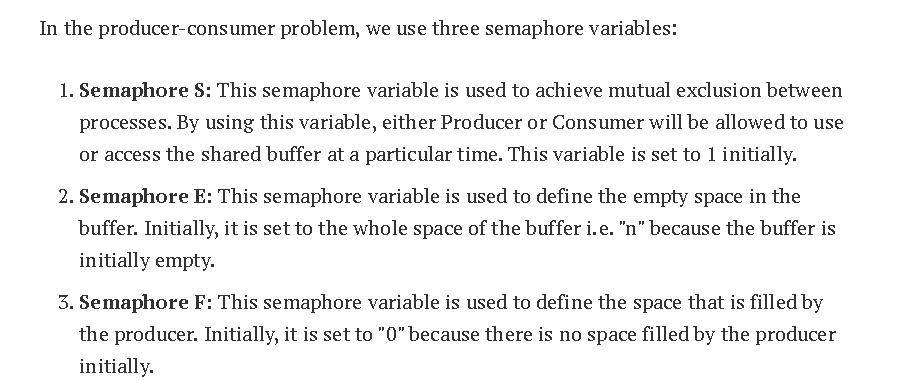 In the producer-consumer problem, we use three semaphore variables:
1. Semaphore S: This semaphore variable is used to achieve mutual exclusion between
processes. By using this variable, either Producer or Consumer will be allowed to use
or access the shared buffer at a particular time. This variable is set to 1 initially.
2. Semaphore E: This semaphore variable is used to define the empty space in the
buffer. Initially, it is set to the whole space of the buffer i.e. "n" because the buffer is
initially empty.
3. Semaphore F: This semaphore variable is used to define the space that is filled by
the producer. Initially, it is set to "0" because there is no space filled by the producer
initially.